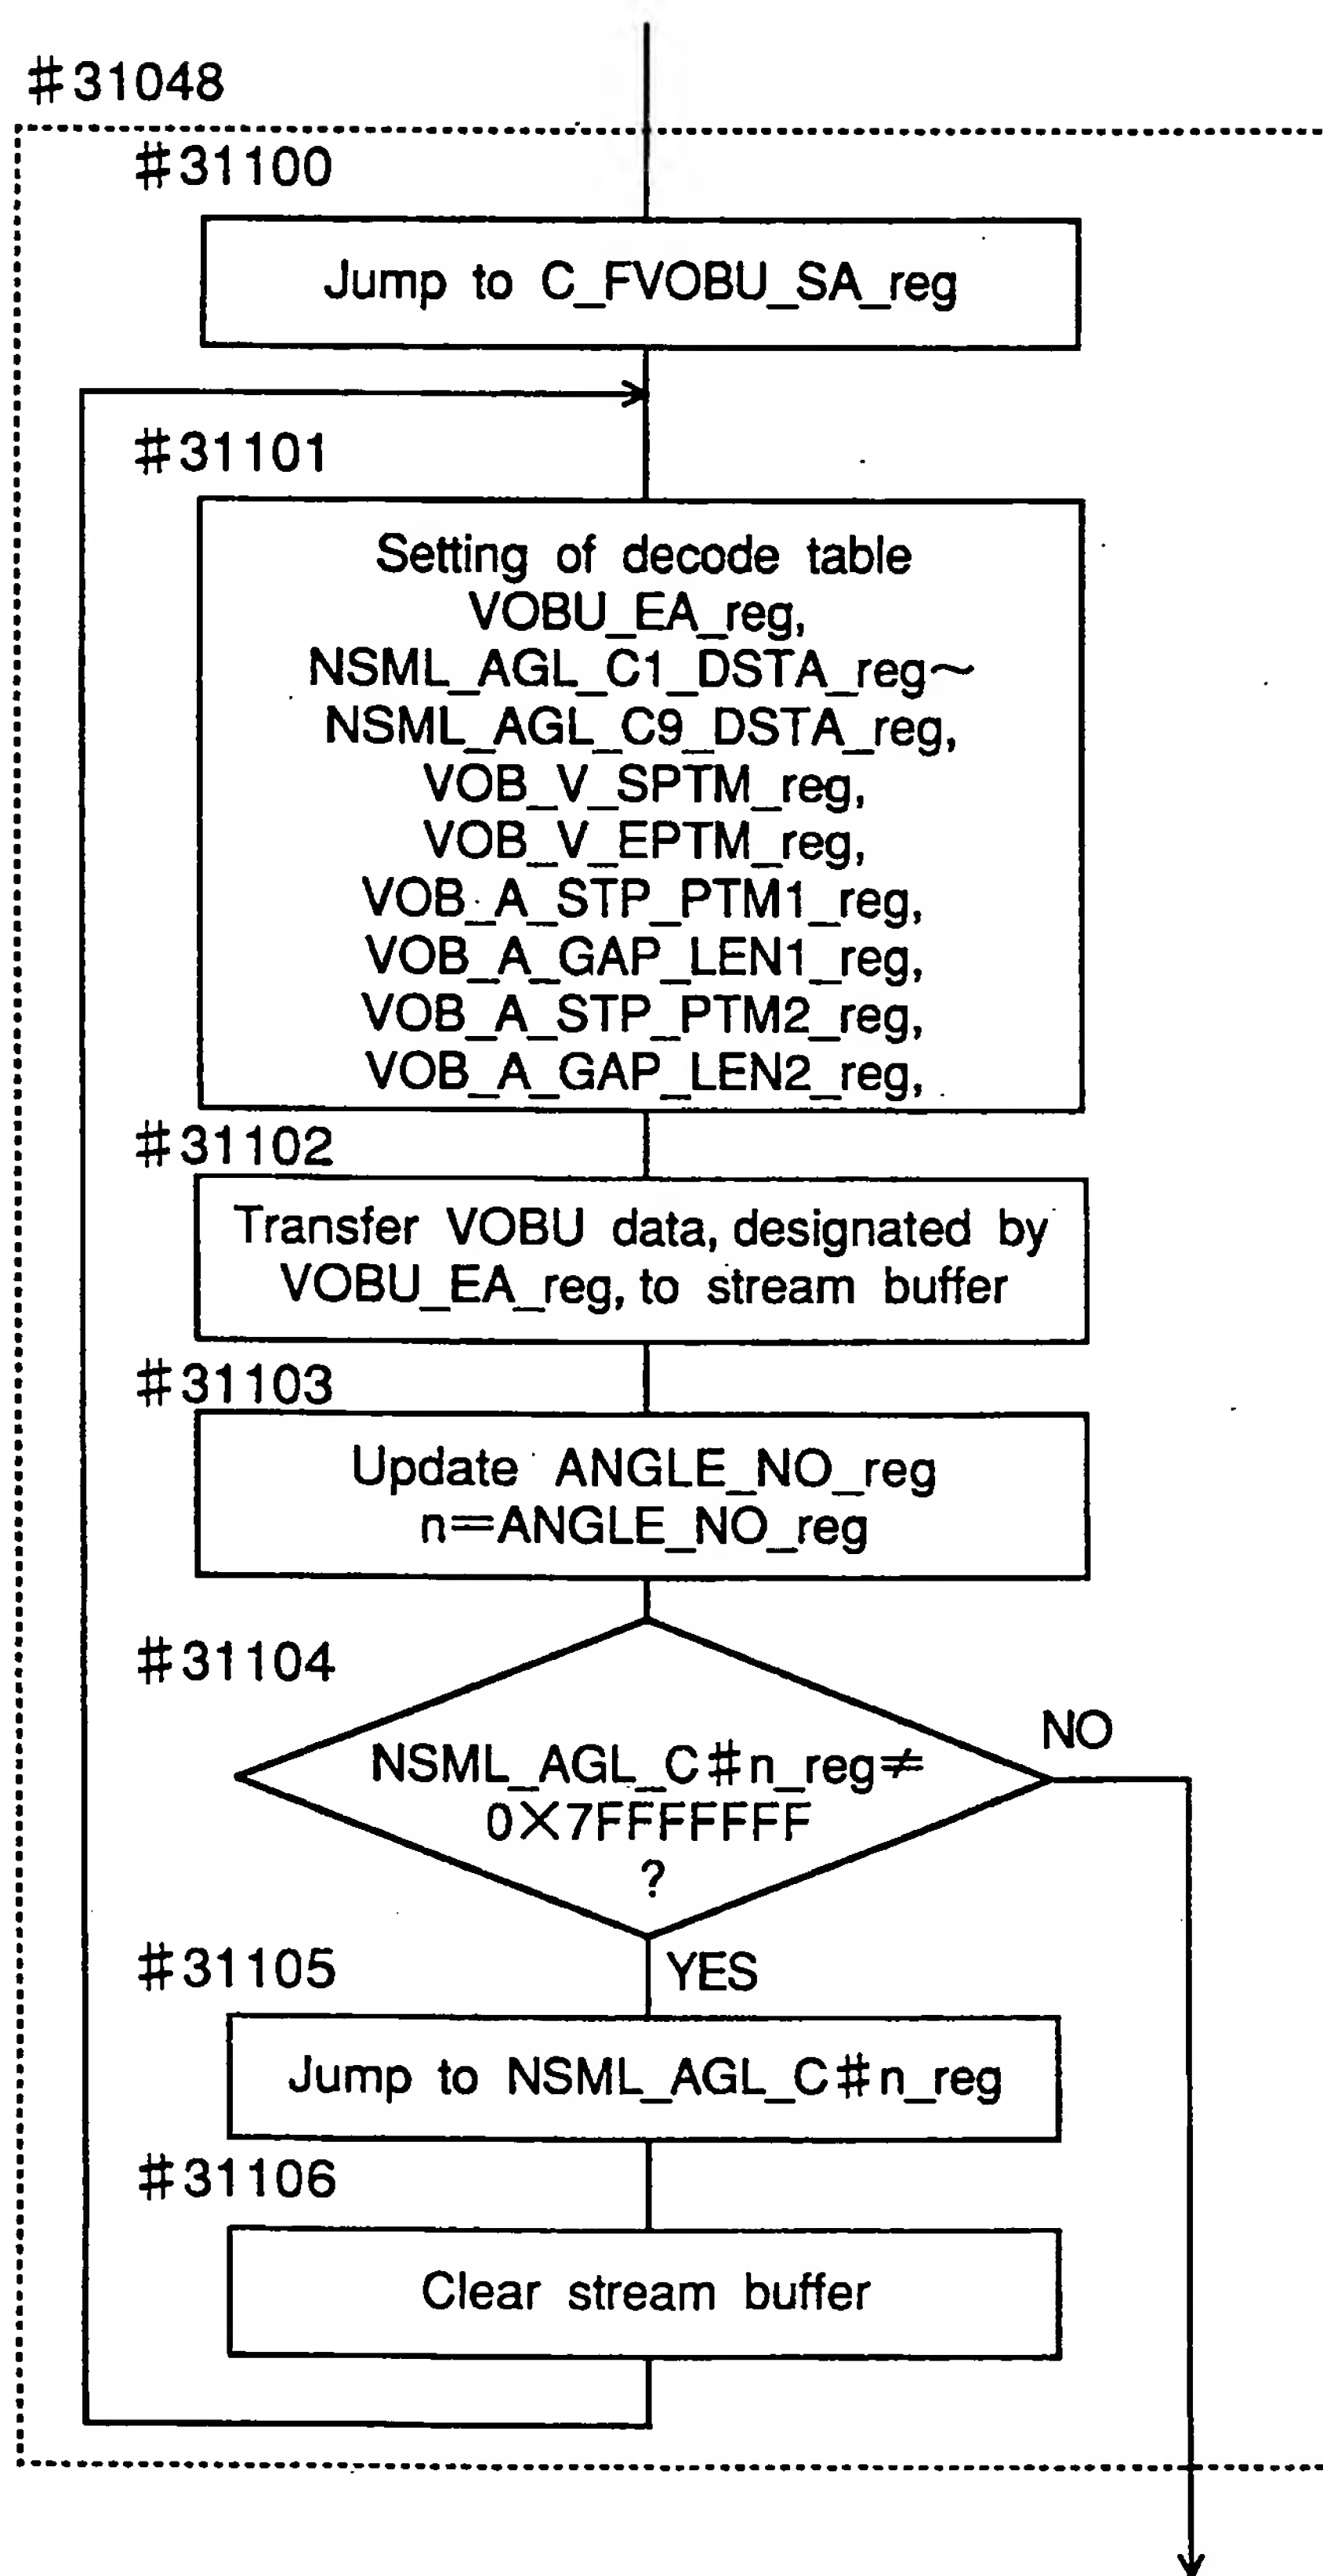 #31048
#31100
Jump to C_FVOBU_SA_reg
#31101
Setting of decode table
VOBU_EA_reg,
NSML_AGL_C1_DSTA_reg~
NSML_AGL_C9_DSTA_reg,
VOB_V_SPTM_reg,
VOB_V_EPTM_reg,
VOB_A_STP_PTM1_reg,
VOB_A_GAP_LEN1_reg,
VOB_A_STP_PTM2_reg,
VOB_A_GAP_LEN2_reg,
#31102
Transfer VOBU data, designated by
VOBU_EA_reg, to stream buffer
#31103
Update ANGLE_NO_reg
n=ANGLE_NO_reg
#31104
NO
NSML_AGL_C#n_reg≠
0X7FFFFFFF
?
#31105
YES
Jump to NSML_AGL_C#n_reg
#31106
Clear stream buffer